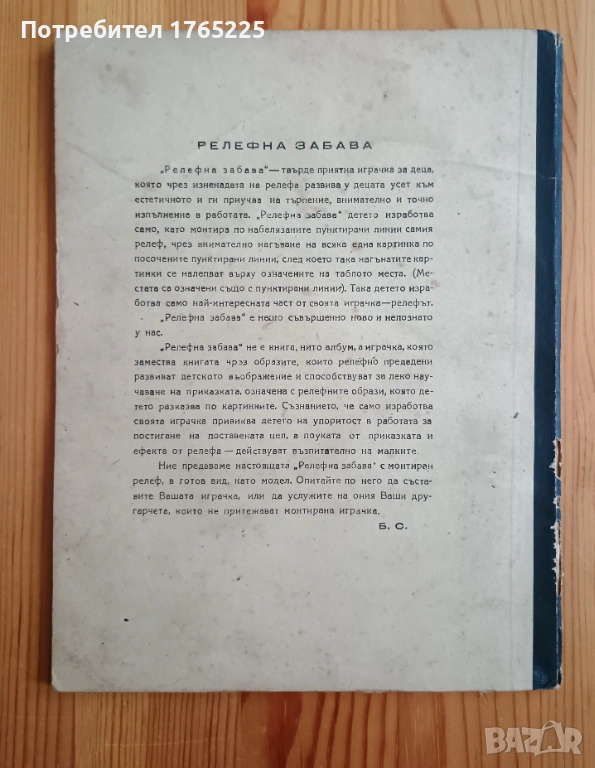 Потребител 1765225
РЕЛЕФНА ЗАБАВА
„Релефна забава“—твърде приятна играчка за деца,
която чрез изненадата на релефа развива у децата усет към
естетичното и ги приучва на търпение, внимателно и точно
изпълнение в работата. „Релефна забава“ детето изработва
само, като монтира по набелязаните пунктирани линии самия
релеф, чрез внимателно нагъване на всяка една картинка по
посочените пунктирани линии, след което така нагънатите кар-
тинки се налепват върху означените на таблото места. (Ме-
стата са означени също с пунктирани линии). Така детето изра-
ботва само най-интересната част от своята играчка—релефът.
„Релефна забава“ е нещо съвършенно ново и непознато
у нас.
„Релефна забава“ не е книга, нито албум, а играчка, която
замества книгата чрез образите, които релефно предадени
развиват детското въображение и способствуват за леко нау-
чаване на приказката, означена с релефните образи, която де-
тето разказва по картинките. Съзнанието, че само изработва
своята играчка привиква детето на упоритост в работата за
постигане на поставената цел, а поуката от приказката и
ефекта от релефа — действуват възпитателно на малките.
Ние предаваме настоящата „Релефна забава“ с монтиран
релеф, в готов вид, като модел. Опитайте по него да съста-
вите Вашата играчка, или да услужите на ония Ваши дру-
гарчета, които не притежават монтирана играчка.
Б. С.
BAZAR